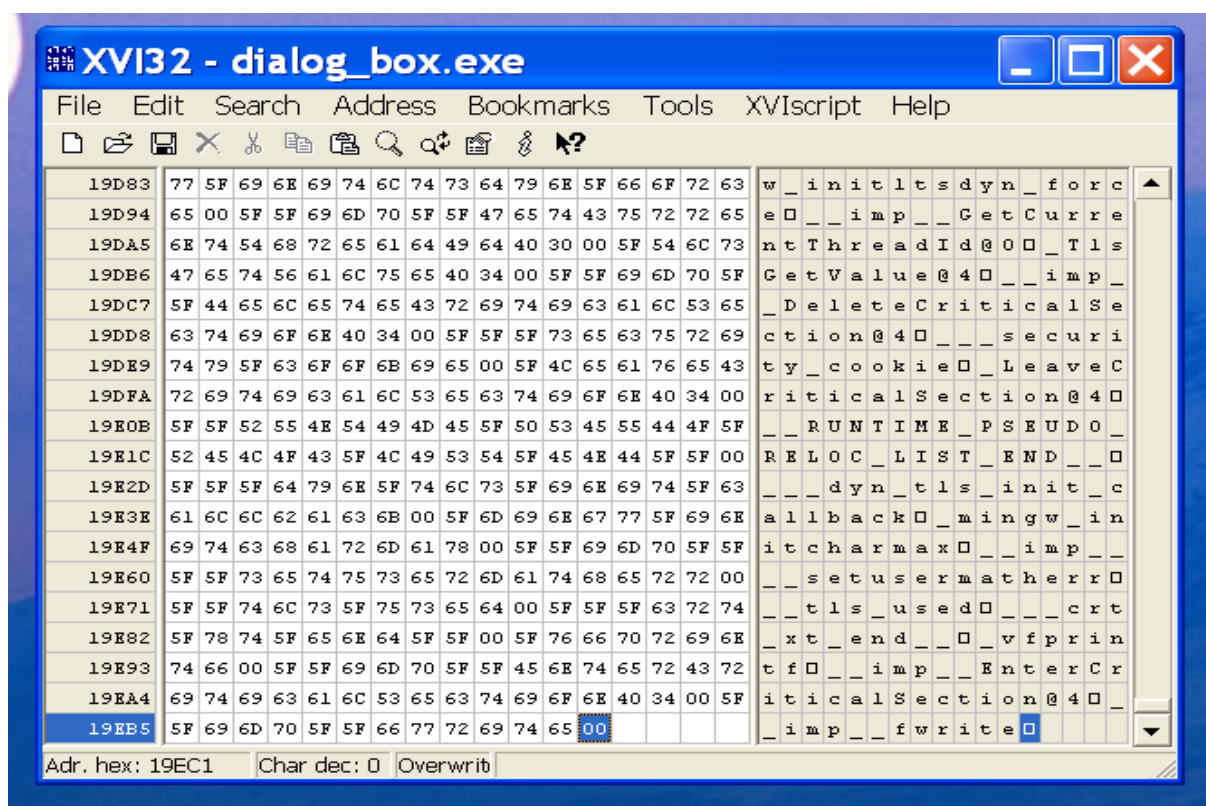 XVI32 - dialog_box.exe
File Edit Search Address Bookmarks Tools XVIscript Help
19D83 77 5F 69 6E 69 74 6C 74 73 64 79 6E 5F 66 6F 72 63 w_initltsdyn_forc
19D94 65 00 5F 5F 69 6D 70 5F 5F 47 65 74 43 75 72 72 65 e□__imp__GetCurre
19DA5 6E 74 54 68 72 65 61 64 49 64 40 30 00 5F 54 6C 73 ntThreadId@0□_Tls
19DB6 47 65 74 56 61 6C 75 65 40 34 00 5F 5F 69 6D 70 5F GetValue@4□__imp_
19DC7 5F 44 65 6C 65 74 65 43 72 69 74 69 63 61 6C 53 65 _DeleteCriticalSe
19DD8 63 74 69 6F 6E 40 34 00 5F 5F 5F 73 65 63 75 72 69 ction@4□___securi
19DE9 74 79 5F 63 6F 6F 6B 69 65 00 5F 4C 65 61 76 65 43 ty_cookie□_LeaveC
19DFA 72 69 74 69 63 61 6C 53 65 63 74 69 6F 6E 40 34 00 riticalSection@4□
19E0B 5F 5F 52 55 4E 54 49 4D 45 5F 50 53 45 55 44 4F 5F __RUNTIME_PSEUDO_
19E1C 52 45 4C 4F 43 5F 4C 49 53 54 5F 45 4E 44 5F 5F 00 RELOC_LIST_END__□
19E2D 5F 5F 5F 64 79 6E 5F 74 6C 73 5F 69 6E 69 74 5F 63 ___dyn_tls_init_c
19E3E 61 6C 6C 62 61 63 6B 00 5F 6D 69 6E 67 77 5F 69 6E allback□_mingw_in
19E4F 69 74 63 68 61 72 6D 61 78 00 5F 5F 69 6D 70 5F 5F itcharmax□__imp__
19E60 5F 5F 73 65 74 75 73 65 72 6D 61 74 68 65 72 72 00 __setusermatherr□
19E71 5F 5F 74 6C 73 5F 75 73 65 64 00 5F 5F 5F 63 72 74 __tls_used□___crt
19E82 5F 78 74 5F 65 6E 64 5F 5F 00 5F 76 66 70 72 69 6E _xt_end__□_vfprin
19E93 74 66 00 5F 5F 69 6D 70 5F 5F 45 6E 74 65 72 43 72 tf□__imp__EnterCr
19EA4 69 74 69 63 61 6C 53 65 63 74 69 6F 6E 40 34 00 5F iticalSection@4□_
19EB5 5F 69 6D 70 5F 5F 66 77 72 69 74 65 00 _imp__fwrite□
Adr. hex: 19EC1 Char dec: 0 Overwrit